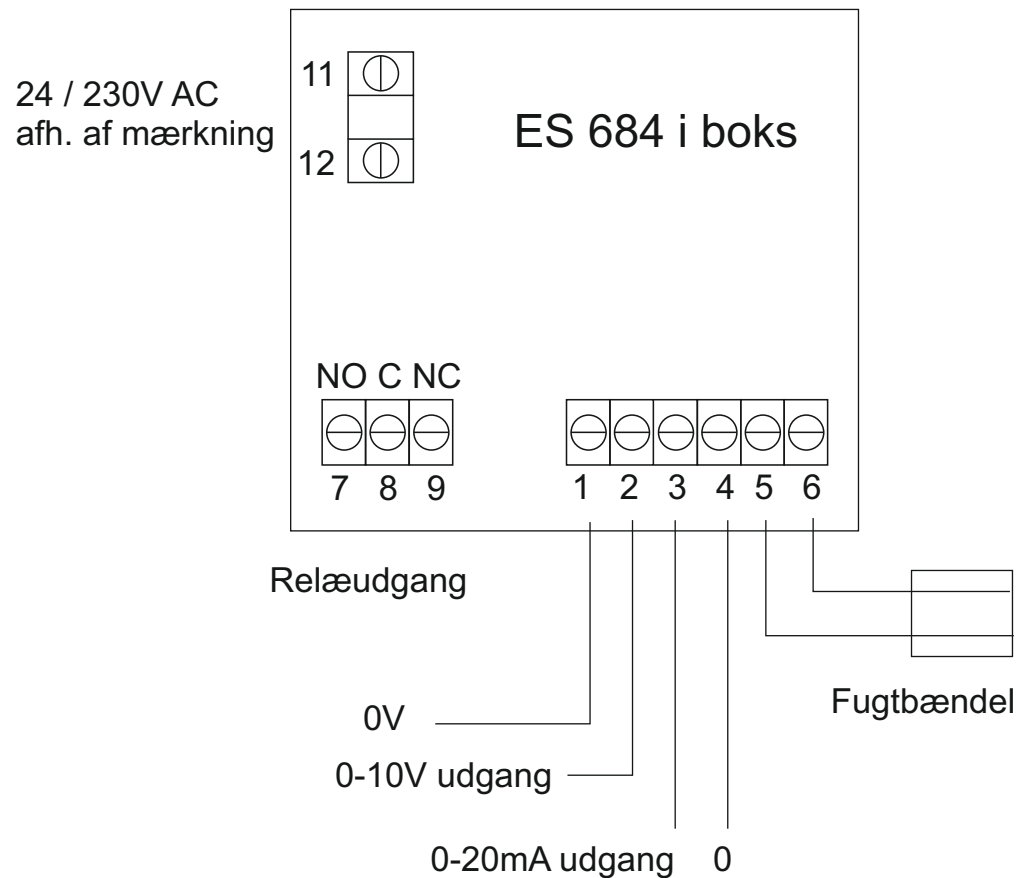 11
24 / 230V AC
afh. af mærkning
12
ES 684 i boks
NO C NC
7 8 9
1 2 3 4 5 6
Relæudgang
Fugtbændel
0V
0-10V udgang
0-20mA udgang 0